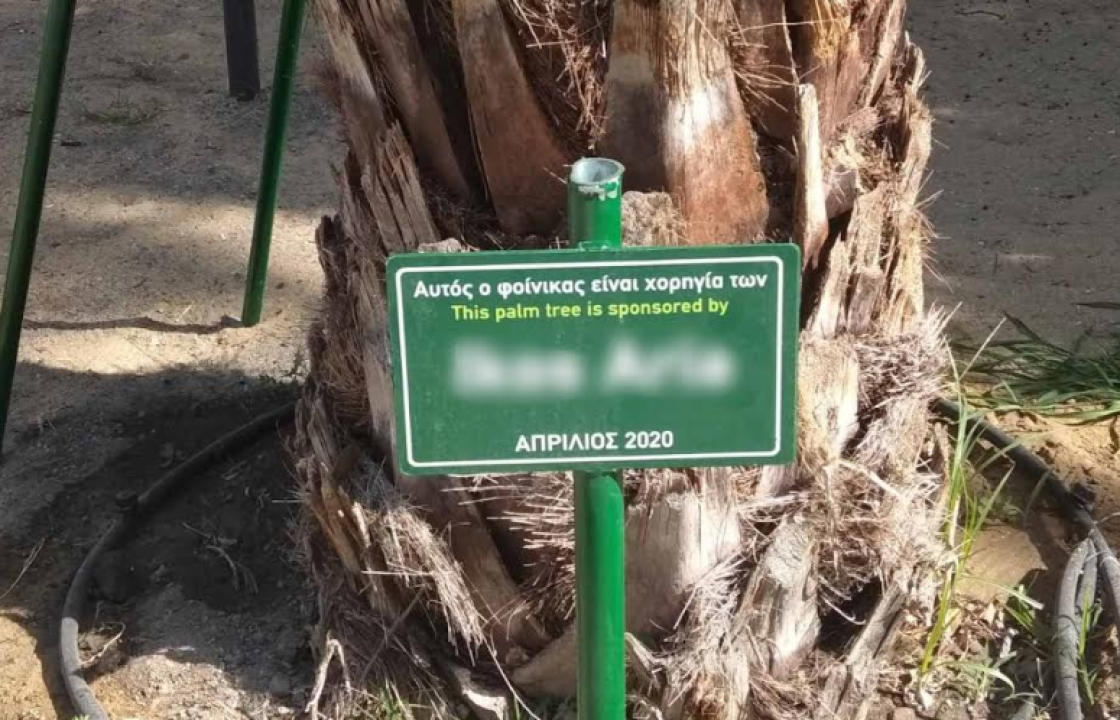 Αυτός ο φοίνικας είναι χορηγία των
This palm tree is sponsored by
ΑΠΡΙΛΙΟΣ 2020